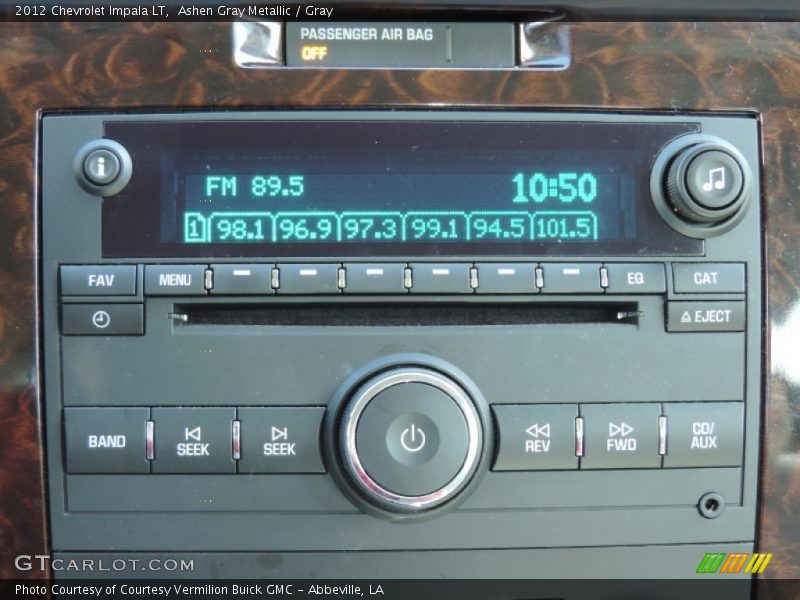 2012 Chevrolet Impala LT, Ashen Gray Metallic / Gray
PASSENGER AIR BAG
OFF
i
FM 89.5 10:50
1 98.1 96.9 97.3 99.1 94.5 101.5
FAV MENU EQ CAT
EJECT
BAND SEEK SEEK REV FWD CD/
AUX
GTCARLOT.COM
Photo Courtesy of Courtesy Vermilion Buick GMC - Abbeville, LA